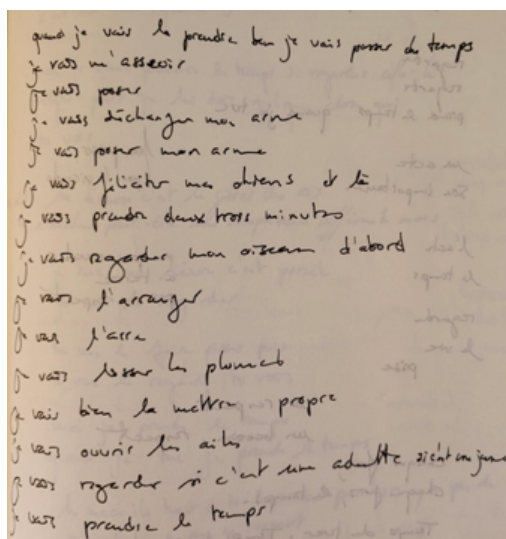 quand je vais la prendre ben je vais passer du temps
je vais m'asseoir
je vais poser
je vais décharger mon arme
je vais poser mon arme
je vais féliciter mes chiens et là
je vais prendre deux trois minutes
je vais regarder mon oiseau d'abord
je vais l'arranger
je vais l'arra
je vais lisser les plumes
je vais bien la mettre propre
je vais ouvrir les ailes
je vais regarder si c'est une adulte si c'est un jeune
je vais prendre le temps